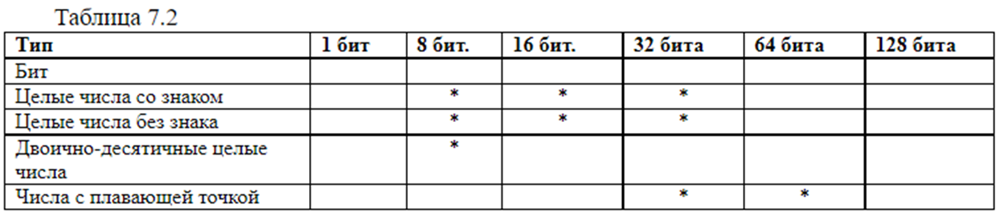 Таблица 7.2
Тип 1 бит 8 бит. 16 бит. 32 бита 64 бита 128 бита
Бит
Целые числа со знаком * * *
Целые числа без знака * * *
Двоично-десятичные целые *
числа
Числа с плавающей точкой * *